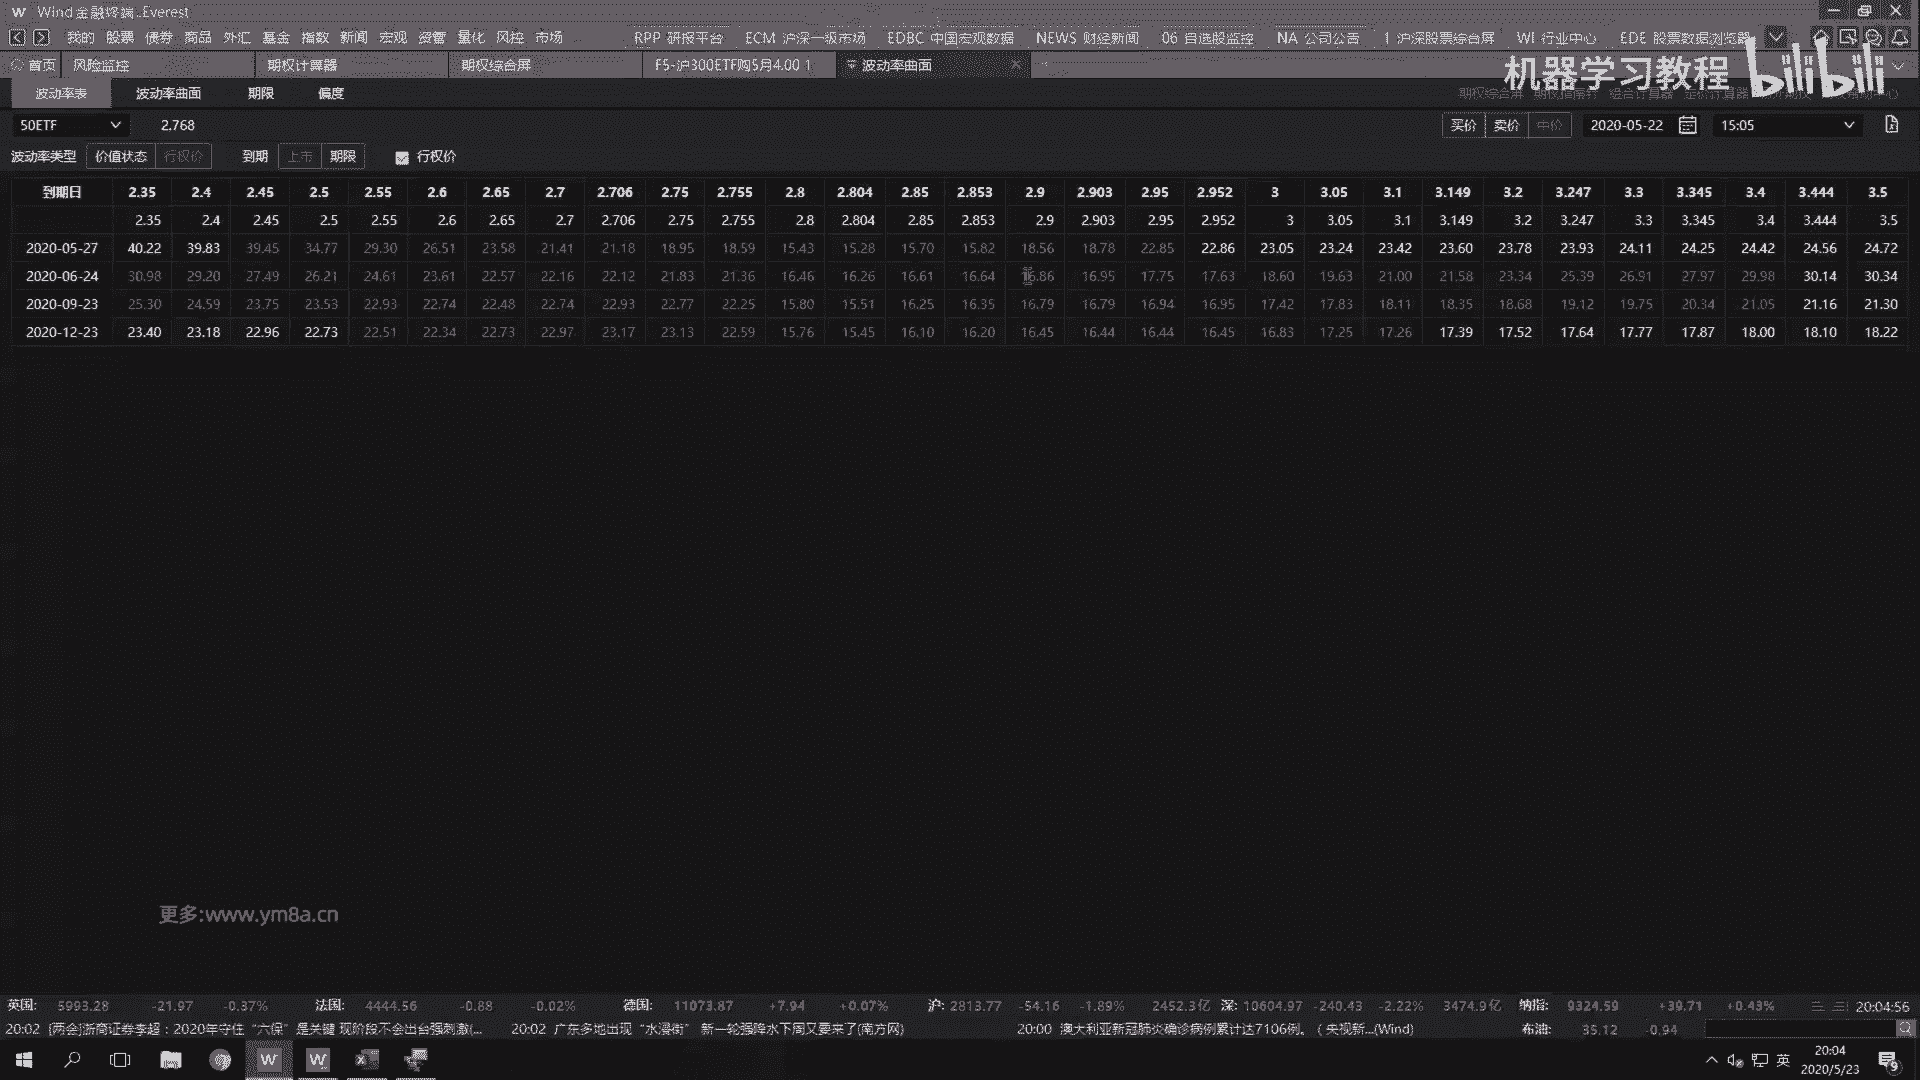 W Wind金融终端..Everest
我的 股票 债券 商品 外汇 基金 指数 新闻 宏观 资管 量化 风控 市场 RPP 研报平台 ECM 沪深一级市场 EDBC 中国宏观数据 NEWS 财经新闻 06 自选股监控 NA 公司公告 1 沪深股票综合屏 WI 行业中心 EDE 股票数据浏览器
首页 风险监控 期权计算器 期权综合屏 F5-沪300ETF购5月4.00 1 波动率曲面
机器学习教程 bilibili
波动率表 波动率曲面 期限 偏度
50ETF 2.768 买价 卖价 中价 2020-05-22 15:05
波动率类型 价值状态 行权价 到期 上市 期限 行权价
到期日 2.35 2.4 2.45 2.5 2.55 2.6 2.65 2.7 2.706 2.75 2.755 2.8 2.804 2.85 2.853 2.9 2.903 2.95 2.952 3 3.05 3.1 3.149 3.2 3.247 3.3 3.345 3.4 3.444 3.5
2.35 2.4 2.45 2.5 2.55 2.6 2.65 2.7 2.706 2.75 2.755 2.8 2.804 2.85 2.853 2.9 2.903 2.95 2.952 3 3.05 3.1 3.149 3.2 3.247 3.3 3.345 3.4 3.444 3.5
2020-05-27 40.22 39.83 39.45 34.77 29.30 26.51 23.58 21.41 21.18 18.95 18.59 15.43 15.28 15.70 15.82 18.56 18.78 22.85 22.86 23.05 23.24 23.42 23.60 23.78 23.93 24.11 24.25 24.42 24.56 24.72
2020-06-24 30.98 29.20 27.49 26.21 24.61 23.61 22.57 22.16 22.12 21.83 21.36 16.46 16.26 16.61 16.64 16.86 16.95 17.75 17.63 18.60 19.63 21.00 21.58 23.34 25.39 26.91 27.97 29.98 30.14 30.34
2020-09-23 25.30 24.59 23.75 23.53 22.93 22.74 22.48 22.74 22.93 22.77 22.25 15.80 15.51 16.25 16.35 16.79 16.79 16.94 16.95 17.42 17.83 18.11 18.35 18.68 19.12 19.75 20.34 21.05 21.16 21.30
2020-12-23 23.40 23.18 22.96 22.73 22.51 22.34 22.73 22.97 23.17 23.13 22.59 15.76 15.45 16.10 16.20 16.45 16.44 16.44 16.45 16.83 17.25 17.26 17.39 17.52 17.64 17.77 17.87 18.00 18.10 18.22
更多:www.ym8a.cn
英国: 5993.28 -21.97 -0.37% 法国: 4444.56 -0.88 -0.02% 德国: 11073.87 +7.94 +0.07% 沪: 2813.77 -54.16 -1.89% 2452.3亿 深: 10604.97 -240.43 -2.22% 3474.9亿 纳指: 9324.59 +39.71 +0.43% 20:04:56
20:02 [两会]浙商证券李超：2020年守住“六保”是关键 现阶段不会出台强刺激(... 20:02 广东多地出现“水浸街” 新一轮强降水下周又要来了(南方网) 20:00 澳大利亚新冠肺炎确诊病例累计达7106例。（央视新...(Wind) 布油: 35.12 -0.94
英 20:04
2020/5/23